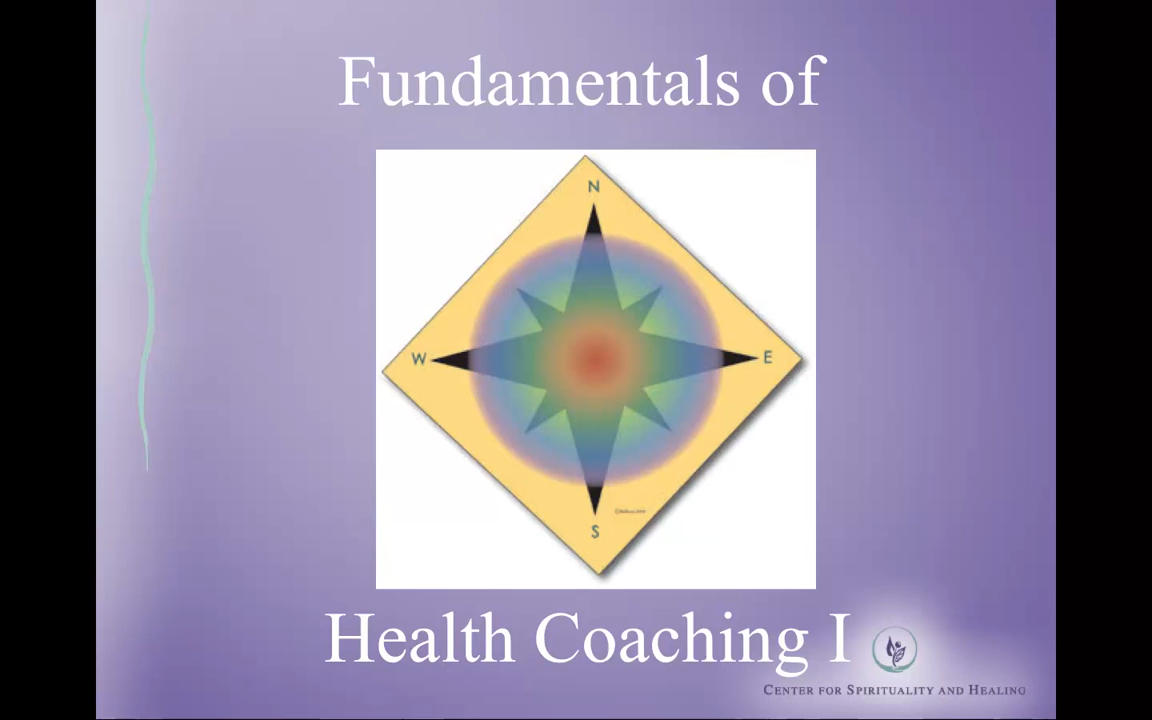 Fundamentals of
N
W
E
S
Health Coaching I
CENTER FOR SPIRITUALITY AND HEALING